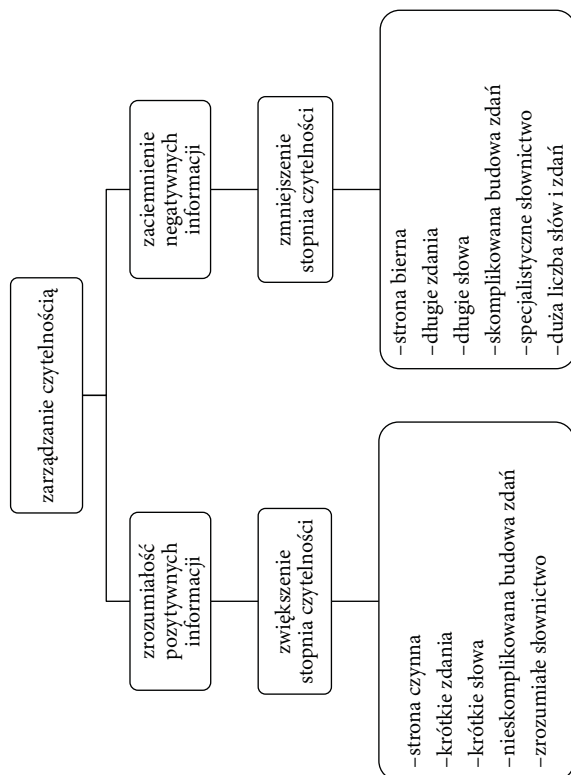 zarządzanie czytelnością
zrozumiałość
pozytywnych
informacji
zwiększenie
stopnia czytelności
–strona czynna
–krótkie zdania
–krótkie słowa
–nieskomplikowana budowa zdań
–zrozumiałe słownictwo
zaciemnienie
negatywnych
informacji
zmniejszenie
stopnia czytelności
–strona bierna
–długie zdania
–długie słowa
–skomplikowana budowa zdań
–specjalistyczne słownictwo
–duża liczba słów i zdań